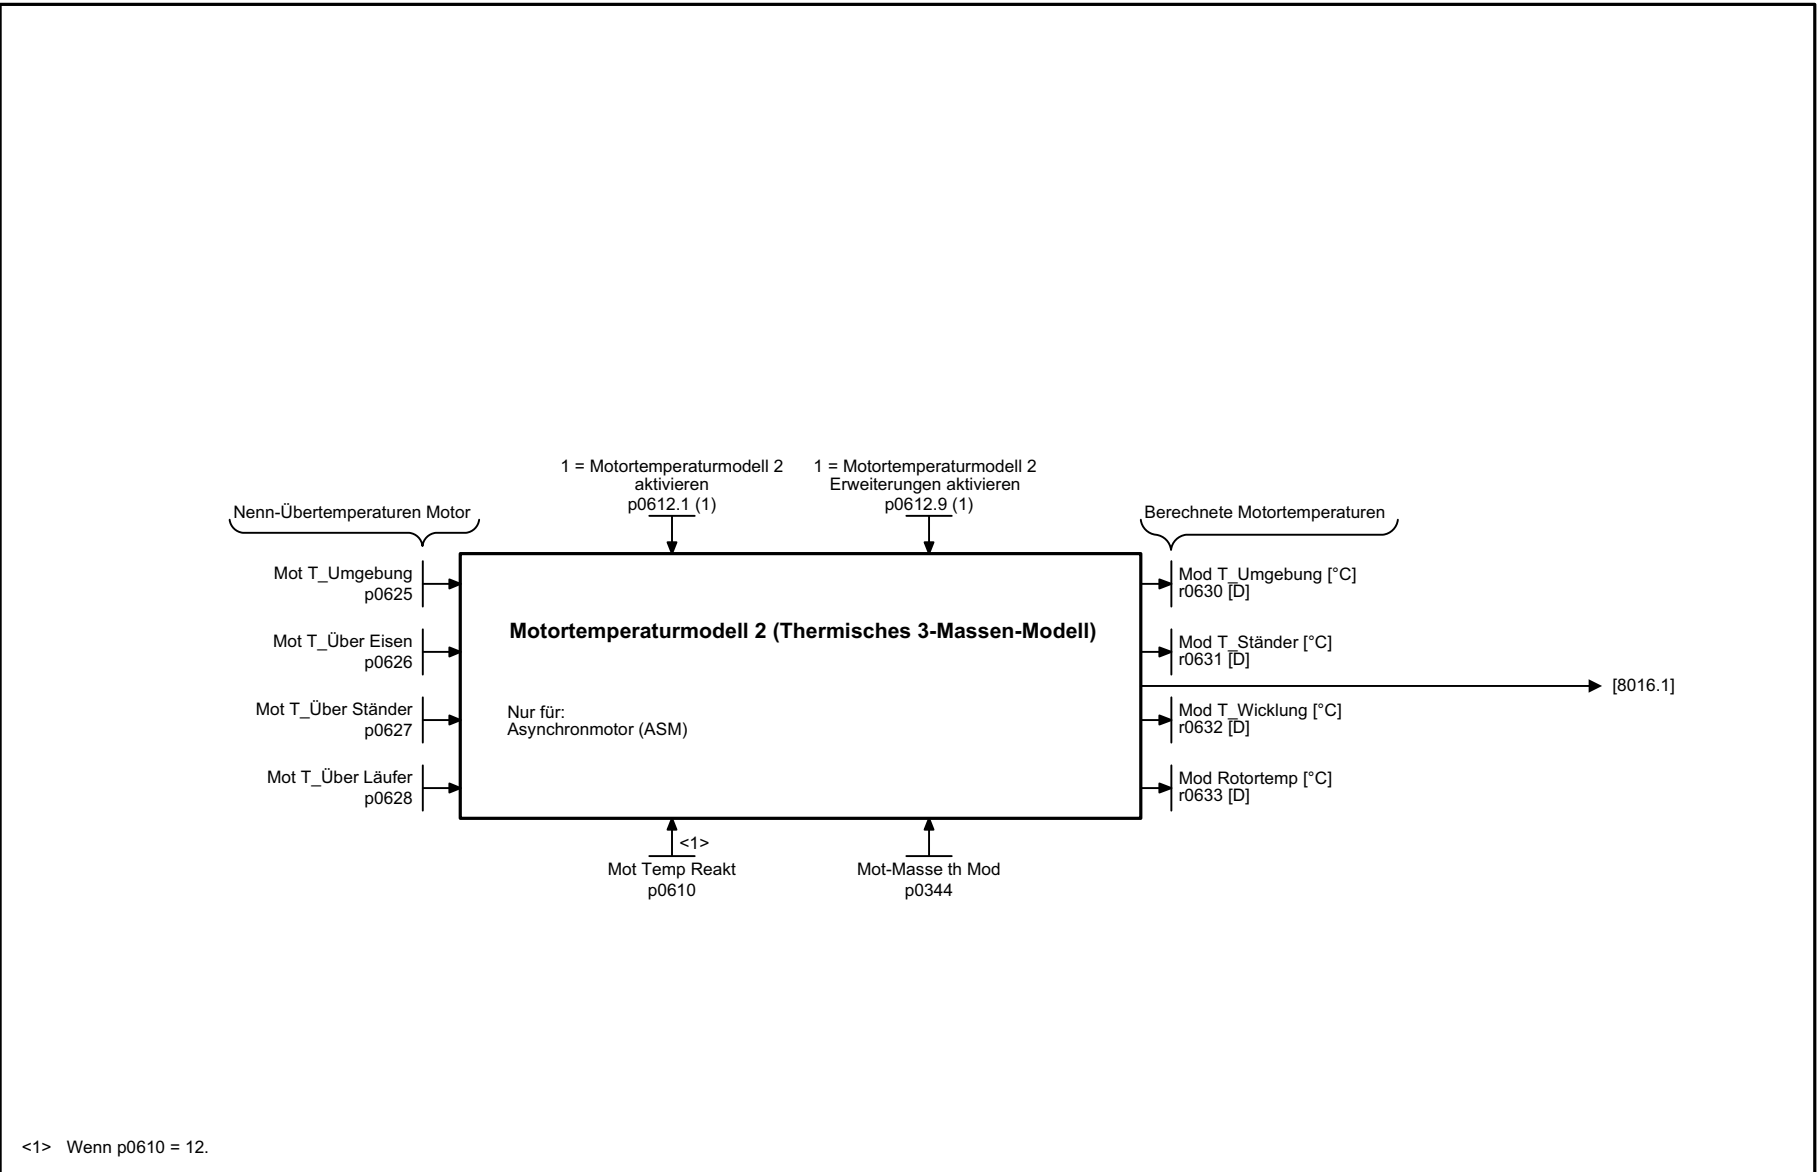 1 = Motortemperaturmodell 2
aktivieren
p0612.1 (1)
1 = Motortemperaturmodell 2
Erweiterungen aktivieren
p0612.9 (1)
Nenn-Übertemperaturen Motor
Berechnete Motortemperaturen
Mot T_Umgebung
p0625
Mot T_Über Eisen
p0626
Mot T_Über Ständer
p0627
Mot T_Über Läufer
p0628
Motortemperaturmodell 2 (Thermisches 3-Massen-Modell)
Nur für:
Asynchronmotor (ASM)
Mod T_Umgebung [°C]
r0630 [D]
Mod T_Ständer [°C]
r0631 [D]
[8016.1]
Mod T_Wicklung [°C]
r0632 [D]
Mod Rotortemp [°C]
r0633 [D]
<1>
Mot Temp Reakt
p0610
Mot-Masse th Mod
p0344
<1> Wenn p0610 = 12.